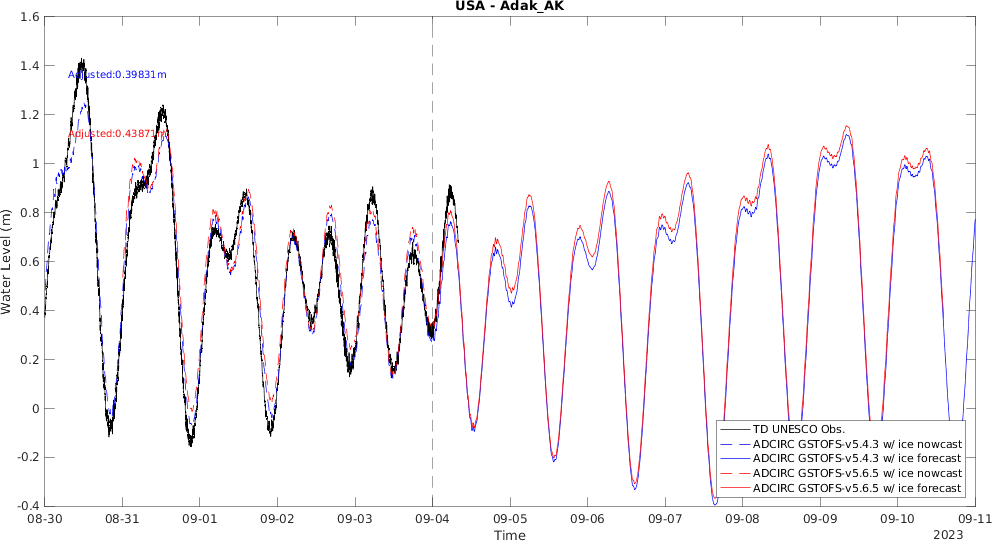 USA - Adak_AK
1.6
1.4
1.2
1
0.8
0.6
0.4
0.2
0
-0.2
-0.4
Water Level (m)
Adjusted:0.39831m
Adjusted:0.43871m
TD UNESCO Obs.
ADCIRC GSTOFS-v5.4.3 w/ ice nowcast
ADCIRC GSTOFS-v5.4.3 w/ ice forecast
ADCIRC GSTOFS-v5.6.5 w/ ice nowcast
ADCIRC GSTOFS-v5.6.5 w/ ice forecast
08-30 08-31 09-01 09-02 09-03 09-04 09-05 09-06 09-07 09-08 09-09 09-10 09-11
Time
2023